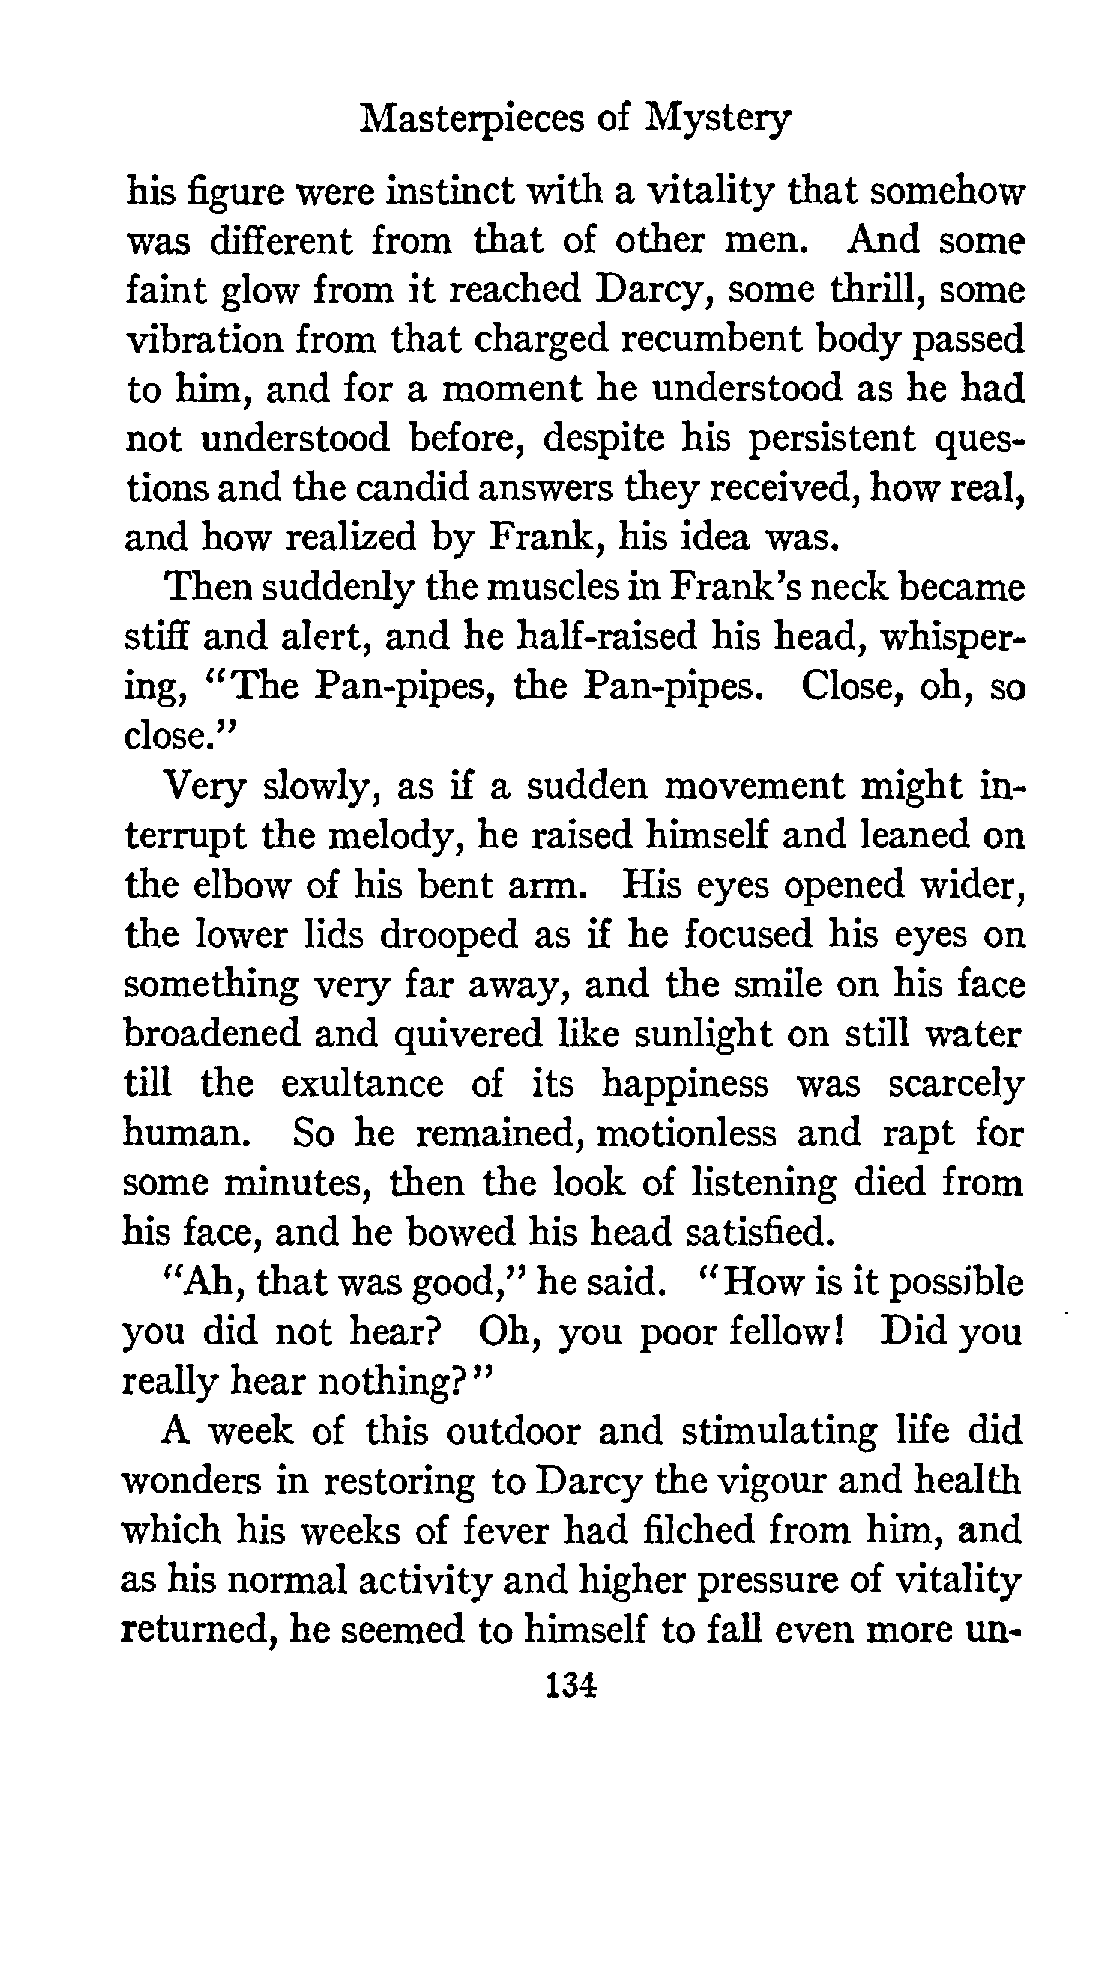 Masterpieces of Mystery
his figure were instinct with a vitality that somehow
was different from that of other men. And some
faint glow from it reached Darcy, some thrill, some
vibration from that charged recumbent body passed
to him, and for a moment he understood as he had
not understood before, despite his persistent ques-
tions and the candid answers they received, how real,
and how realized by Frank, his idea was.
Then suddenly the muscles in Frank's neck became
stiff and alert, and he half-raised his head, whisper-
ing, "The Pan-pipes, the Pan-pipes. Close, oh, so
close."
Very slowly, as if a sudden movement might in-
terrupt the melody, he raised himself and leaned on
the elbow of his bent arm. His eyes opened wider,
the lower lids drooped as if he focused his eyes on
something very far away, and the smile on his face
broadened and quivered like sunlight on still water
till the exultance of its happiness was scarcely
human. So he remained, motionless and rapt for
some minutes, then the look of listening died from
his face, and he bowed his head satisfied.
"Ah, that was good," he said. "How is it possible
you did not hear? Oh, you poor fellow! Did you
really hear nothing?"
A week of this outdoor and stimulating life did
wonders in restoring to Darcy the vigour and health
which his weeks of fever had filched from him, and
as his normal activity and higher pressure of vitality
returned, he seemed to himself to fall even more un-
134